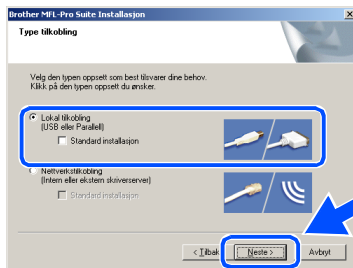 Brother MFL-Pro Suite Installasjon
Type tilkobling
Velg den typen oppsett som best tilsvarer dine behov.
Klikk på den typen oppsett du ønsker.
Lokal tilkobling
(USB eller Parallell)
Standard installasjon
Nettverkstilkobling
(Intern eller ekstern skriverserver)
Standard installasjon
< Tilbake
Neste >
Avbryt